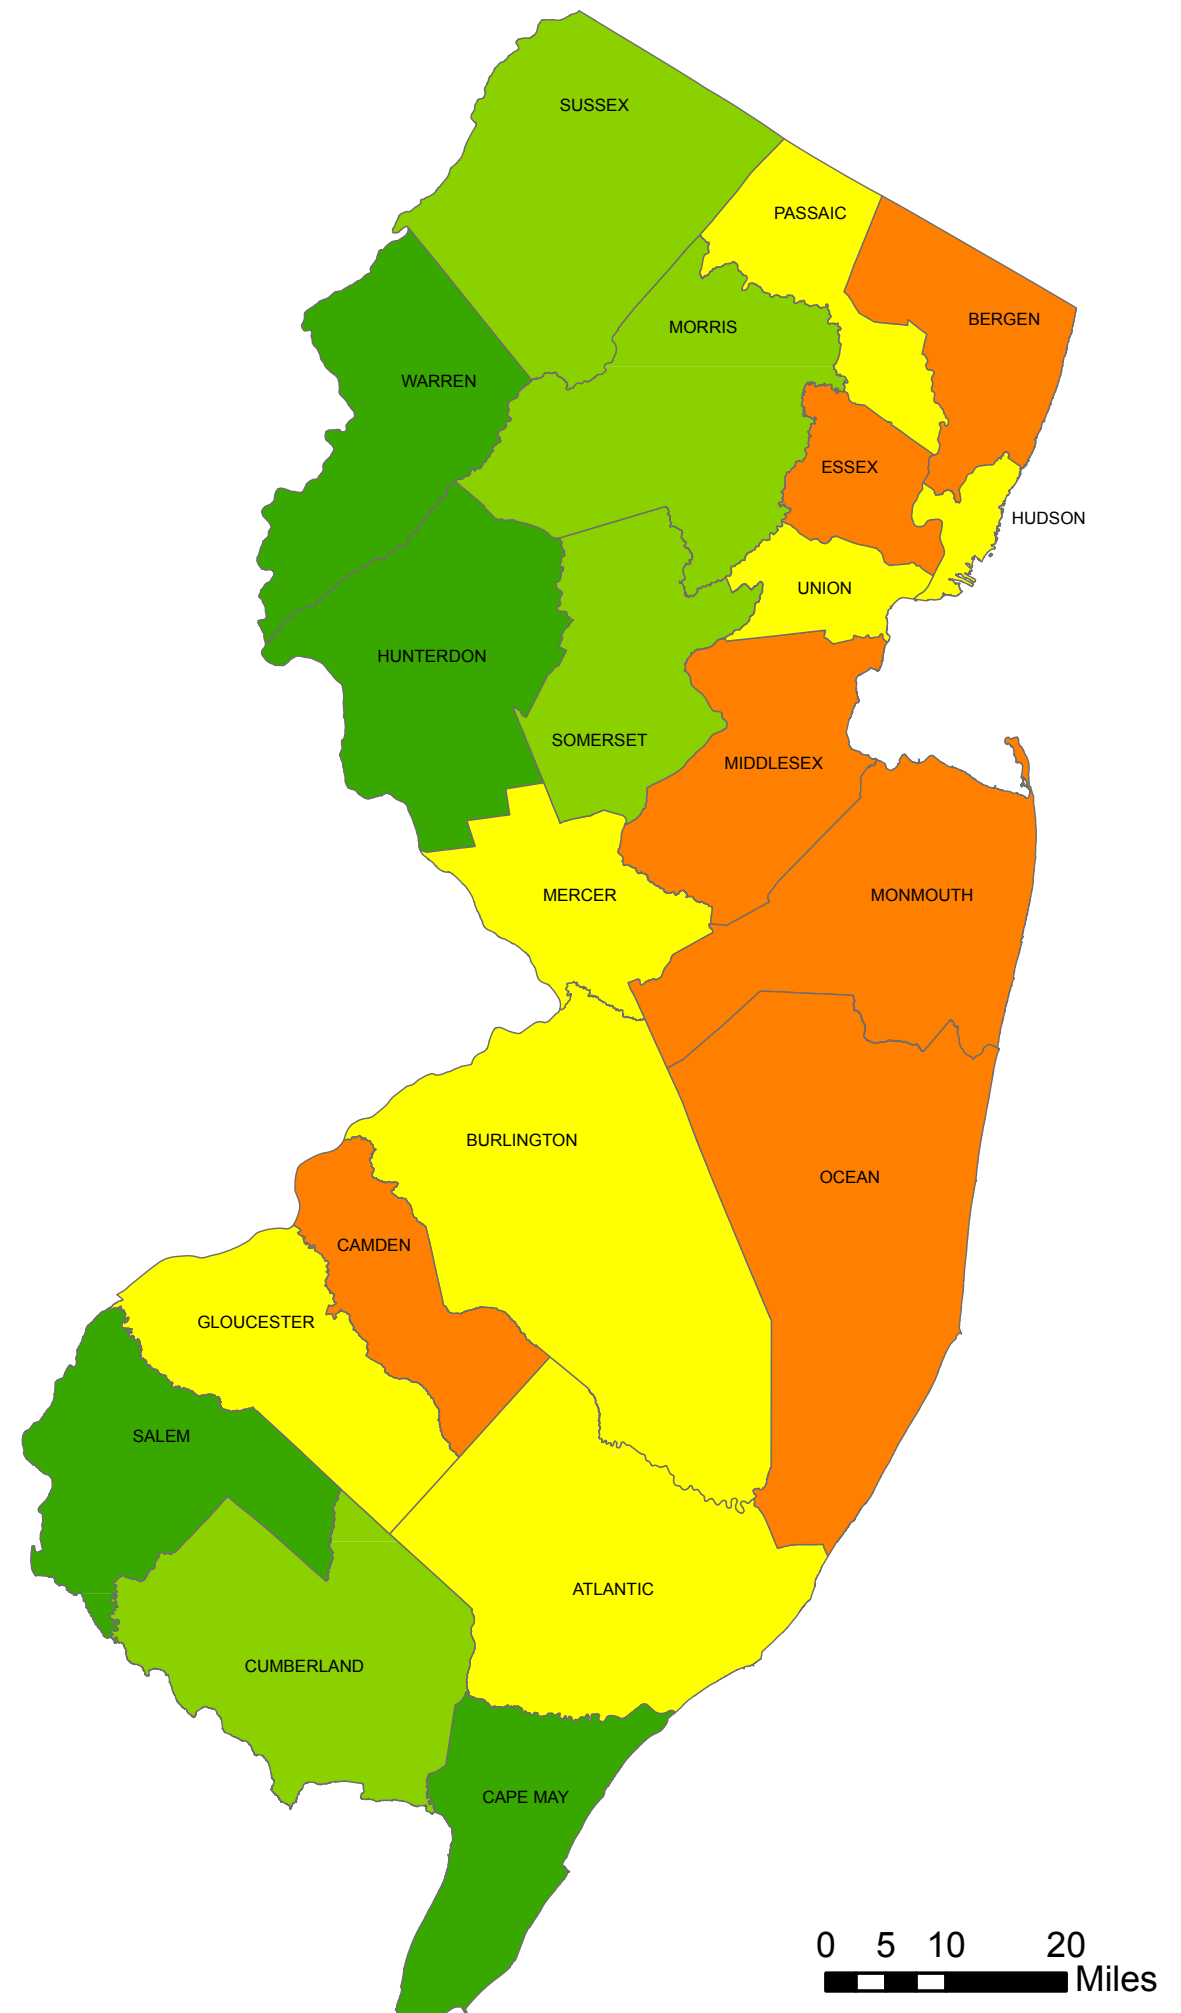 SUSSEX
PASSAIC
BERGEN
MORRIS
WARREN
ESSEX
HUDSON
UNION
HUNTERDON
SOMERSET
MIDDLESEX
MERCER
MONMOUTH
BURLINGTON
OCEAN
CAMDEN
GLOUCESTER
SALEM
ATLANTIC
CUMBERLAND
CAPE MAY
0 5 10 20
Miles